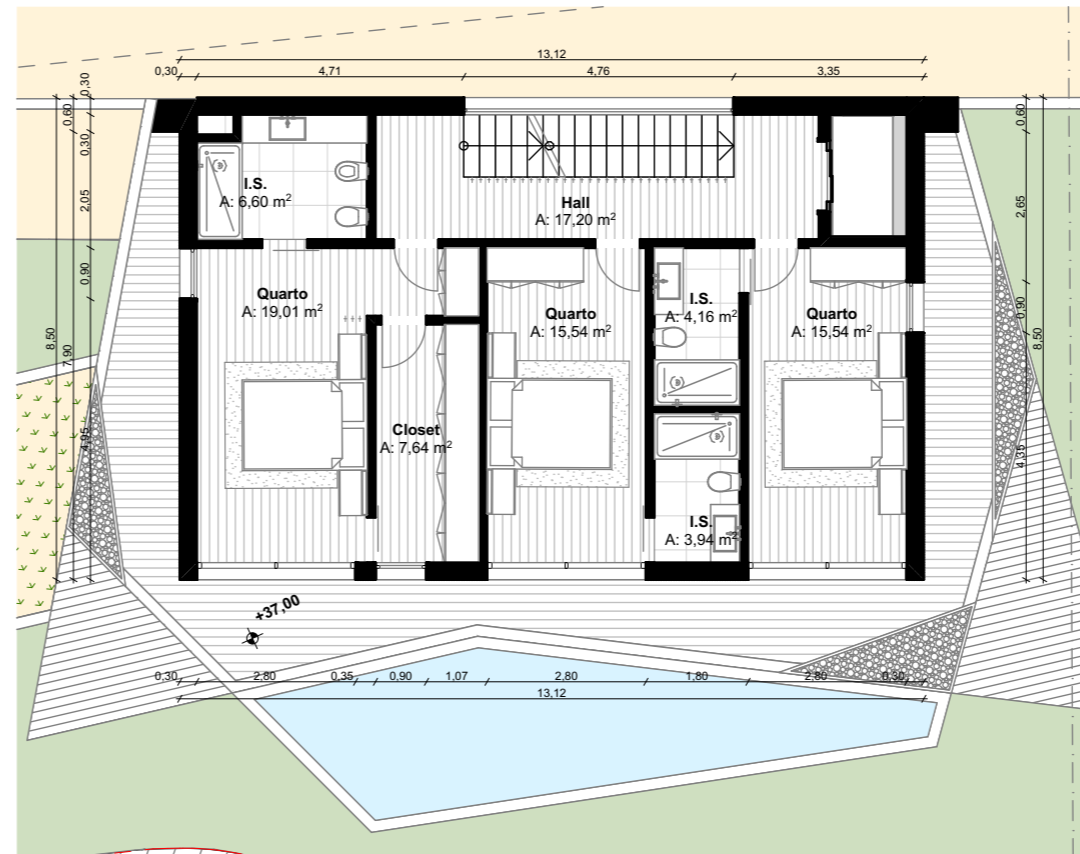 13,12
0,30
4,71
4,76
3,35
0,30
0,60
0,30
2,05
0,90
8,50
7,90
4,95
0,60
2,65
0,90
8,50
4,35
I.S.
A: 6,60 m²
Hall
A: 17,20 m²
Quarto
A: 19,01 m²
Quarto
A: 15,54 m²
I.S.
A: 4,16 m²
Quarto
A: 15,54 m²
Closet
A: 7,64 m²
I.S.
A: 3,94 m²
+37,00
0,30
2,80
0,35
0,90
1,07
2,80
1,80
2,80
0,30
13,12